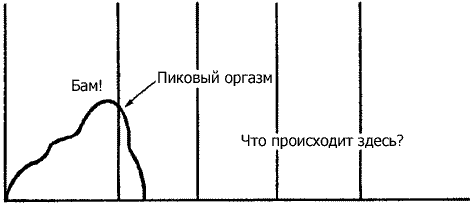 Бам!
Пиковый оргазм
Что происходит здесь?